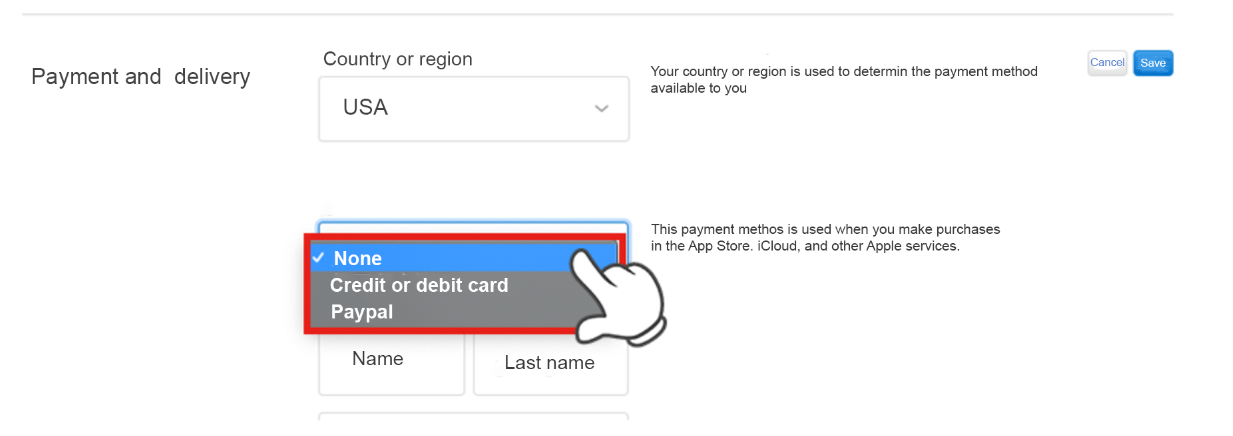 Payment and delivery
Country or region
USA
Your country or region is used to determin the payment method
available to you
Cancel
Save
This payment methos is used when you make purchases
in the App Store. iCloud, and other Apple services.
None
Credit or debit card
Paypal
Name
Last name